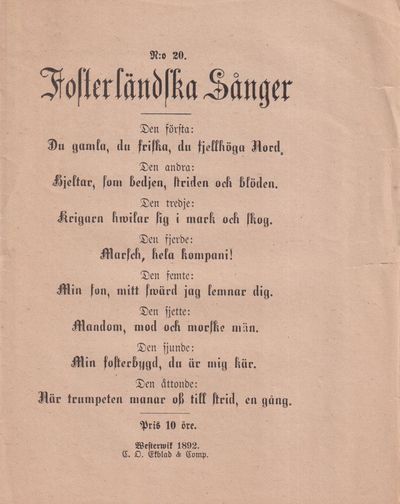 N:o 20.
Fosterländska Sånger
Den första:
Du gamla, du friska, du fjellhöga Nord.
Den andra:
Hjeltar, som bedjen, striden och blöden.
Den tredje:
Krigarn hwilar sig i mark och skog.
Den fjerde:
Marsch, hela kompani!
Den femte:
Min son, mitt swärd jag lemnar dig.
Den sjette:
Mandom, mod och morske män.
Den sjunde:
Min fosterbygd, du är mig kär.
Den åttonde:
När trumpeten manar oß till strid, en gång.
Pris 10 öre.
Westerwik 1892.
C. O. Ekblad & Comp.